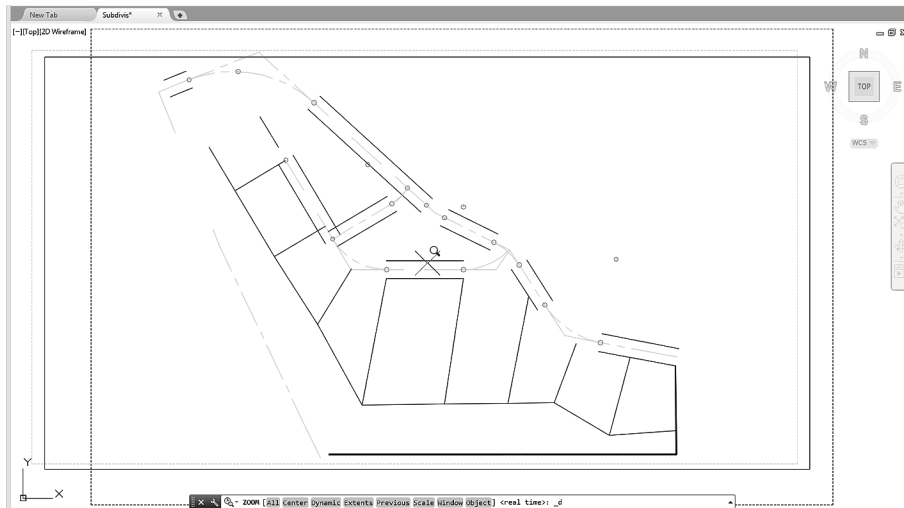 New Tab
Subdivis*
[−][Top][2D Wireframe]
N
W
TOP
E
S
WCS
Y
X
ZOOM [All Center Dynamic Extents Previous Scale Window Object] <real time>: _d